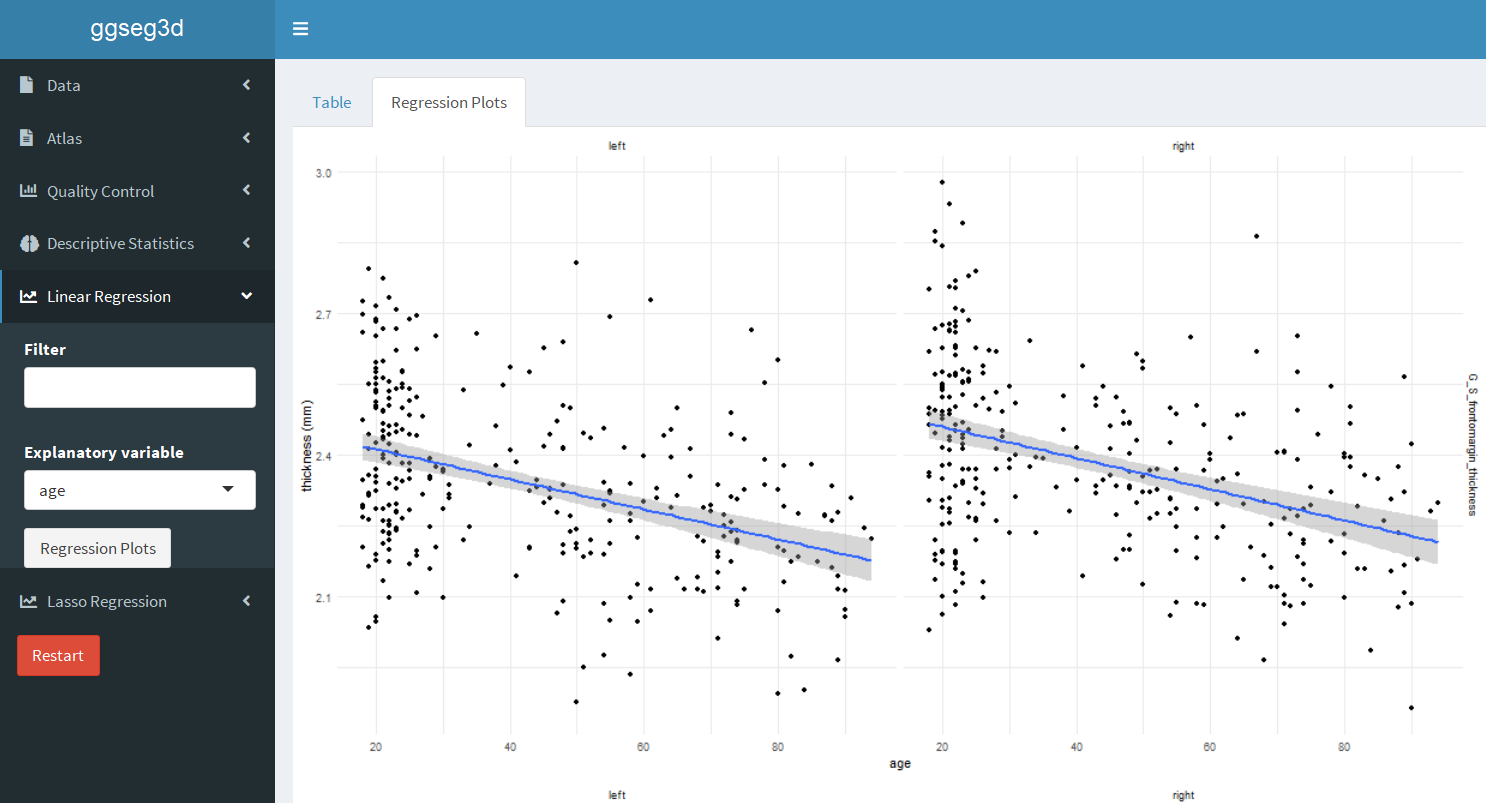 ggseg3d
Data
Atlas
Quality Control
Descriptive Statistics
Linear Regression
Filter
Explanatory variable
age
Regression Plots
Lasso Regression
Restart
Table
Regression Plots
left
right
3.0
2.7
2.4
2.1
thickness (mm)
G_S_frontomargin_thickness
20
40
60
80
20
40
60
80
age
left
right